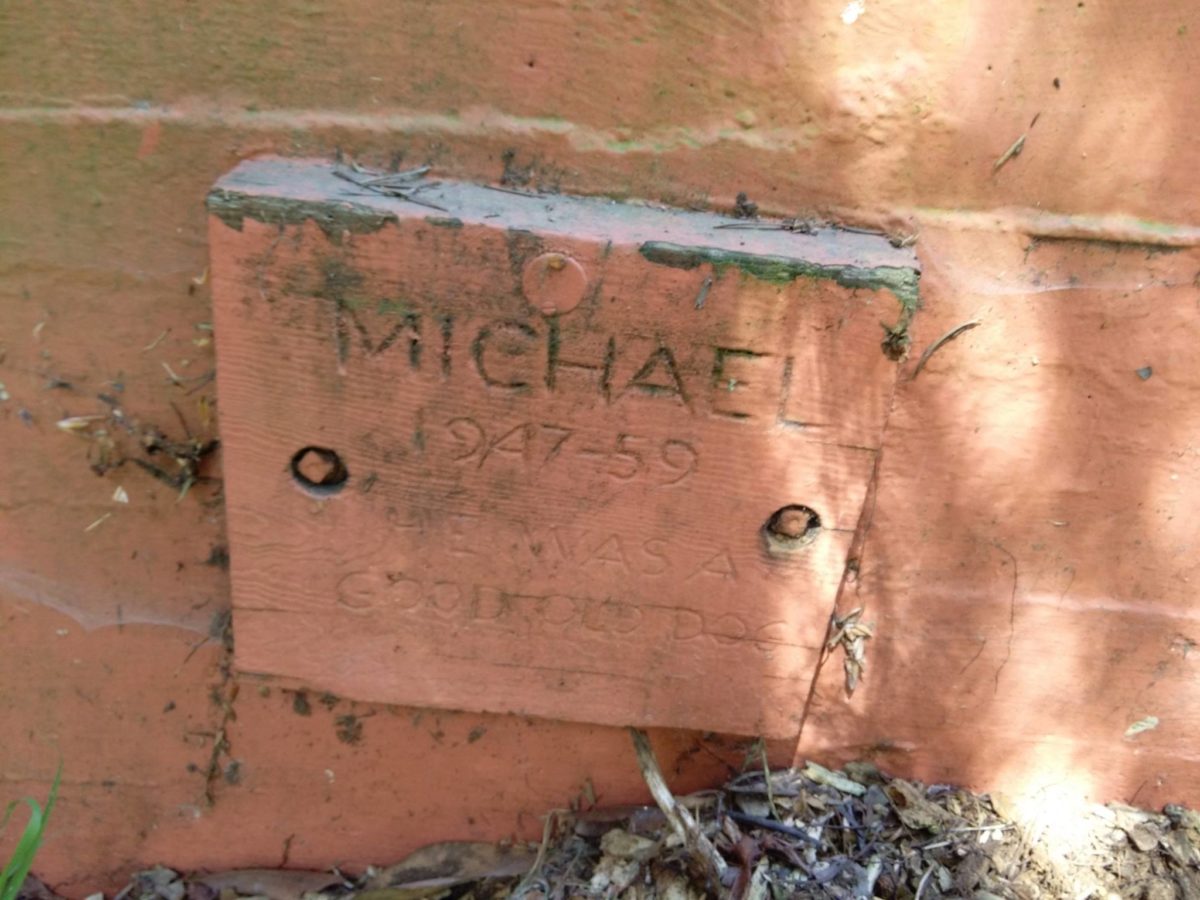 MICHAEL
1947-59
HE WAS A
GOOD OLD DOG